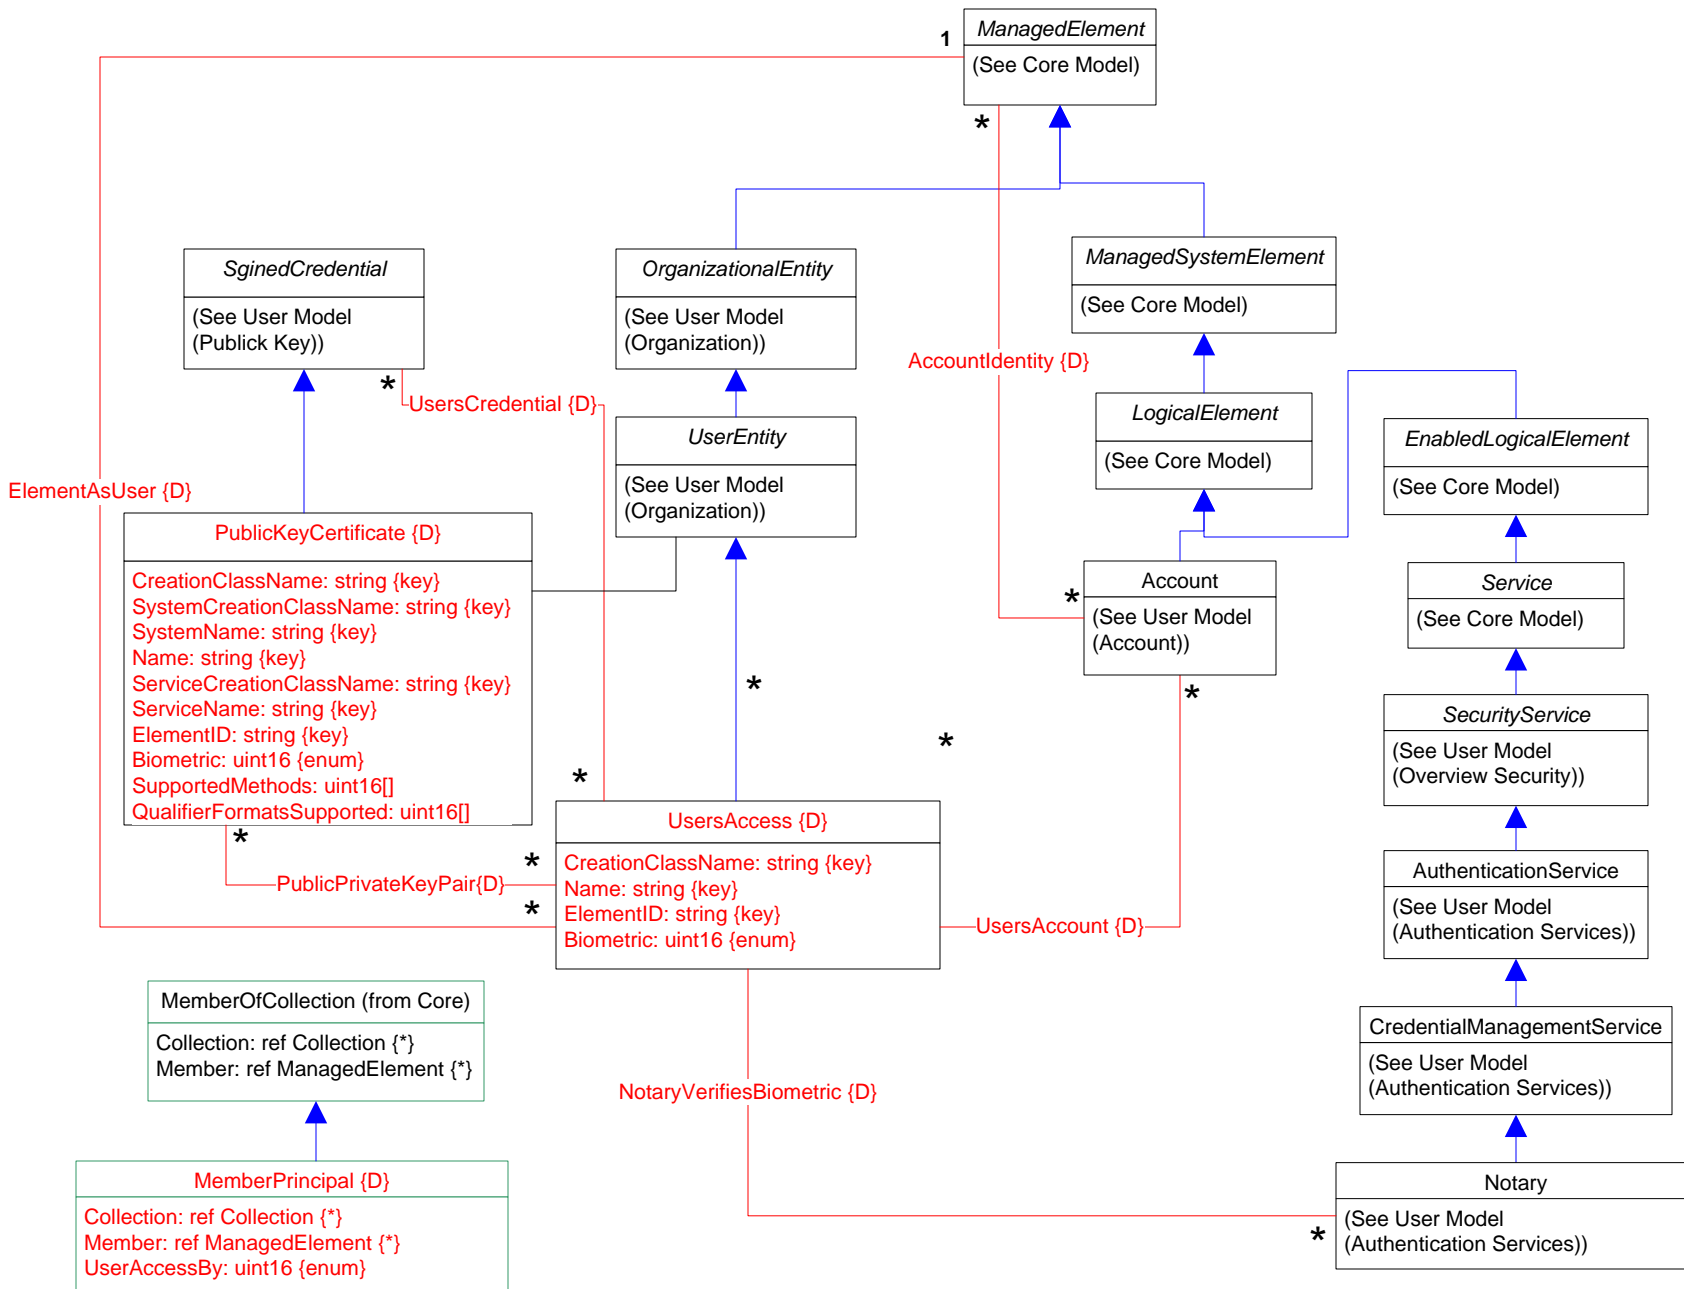 ManagedElement
(See Core Model)
1
*
SginedCredential
(See User Model
(Publick Key))
*
OrganizationalEntity
(See User Model
(Organization))
ManagedSystemElement
(See Core Model)
AccountIdentity {D}
UsersCredential {D}
UserEntity
(See User Model
(Organization))
LogicalElement
(See Core Model)
EnabledLogicalElement
(See Core Model)
ElementAsUser {D}
PublicKeyCertificate {D}
CreationClassName: string {key}
SystemCreationClassName: string {key}
SystemName: string {key}
Name: string {key}
ServiceCreationClassName: string {key}
ServiceName: string {key}
ElementID: string {key}
Biometric: uint16 {enum}
SupportedMethods: uint16[]
QualifierFormatsSupported: uint16[]
*
Account
(See User Model
(Account))
*
*
Service
(See Core Model)
*
*
*
SecurityService
(See User Model
(Overview Security))
UsersAccess {D}
CreationClassName: string {key}
Name: string {key}
ElementID: string {key}
Biometric: uint16 {enum}
*
PublicPrivateKeyPair{D}
*
UsersAccount {D}
AuthenticationService
(See User Model
(Authentication Services))
MemberOfCollection (from Core)
Collection: ref Collection {*}
Member: ref ManagedElement {*}
NotaryVerifiesBiometric {D}
CredentialManagementService
(See User Model
(Authentication Services))
MemberPrincipal {D}
Collection: ref Collection {*}
Member: ref ManagedElement {*}
UserAccessBy: uint16 {enum}
*
Notary
(See User Model
(Authentication Services))